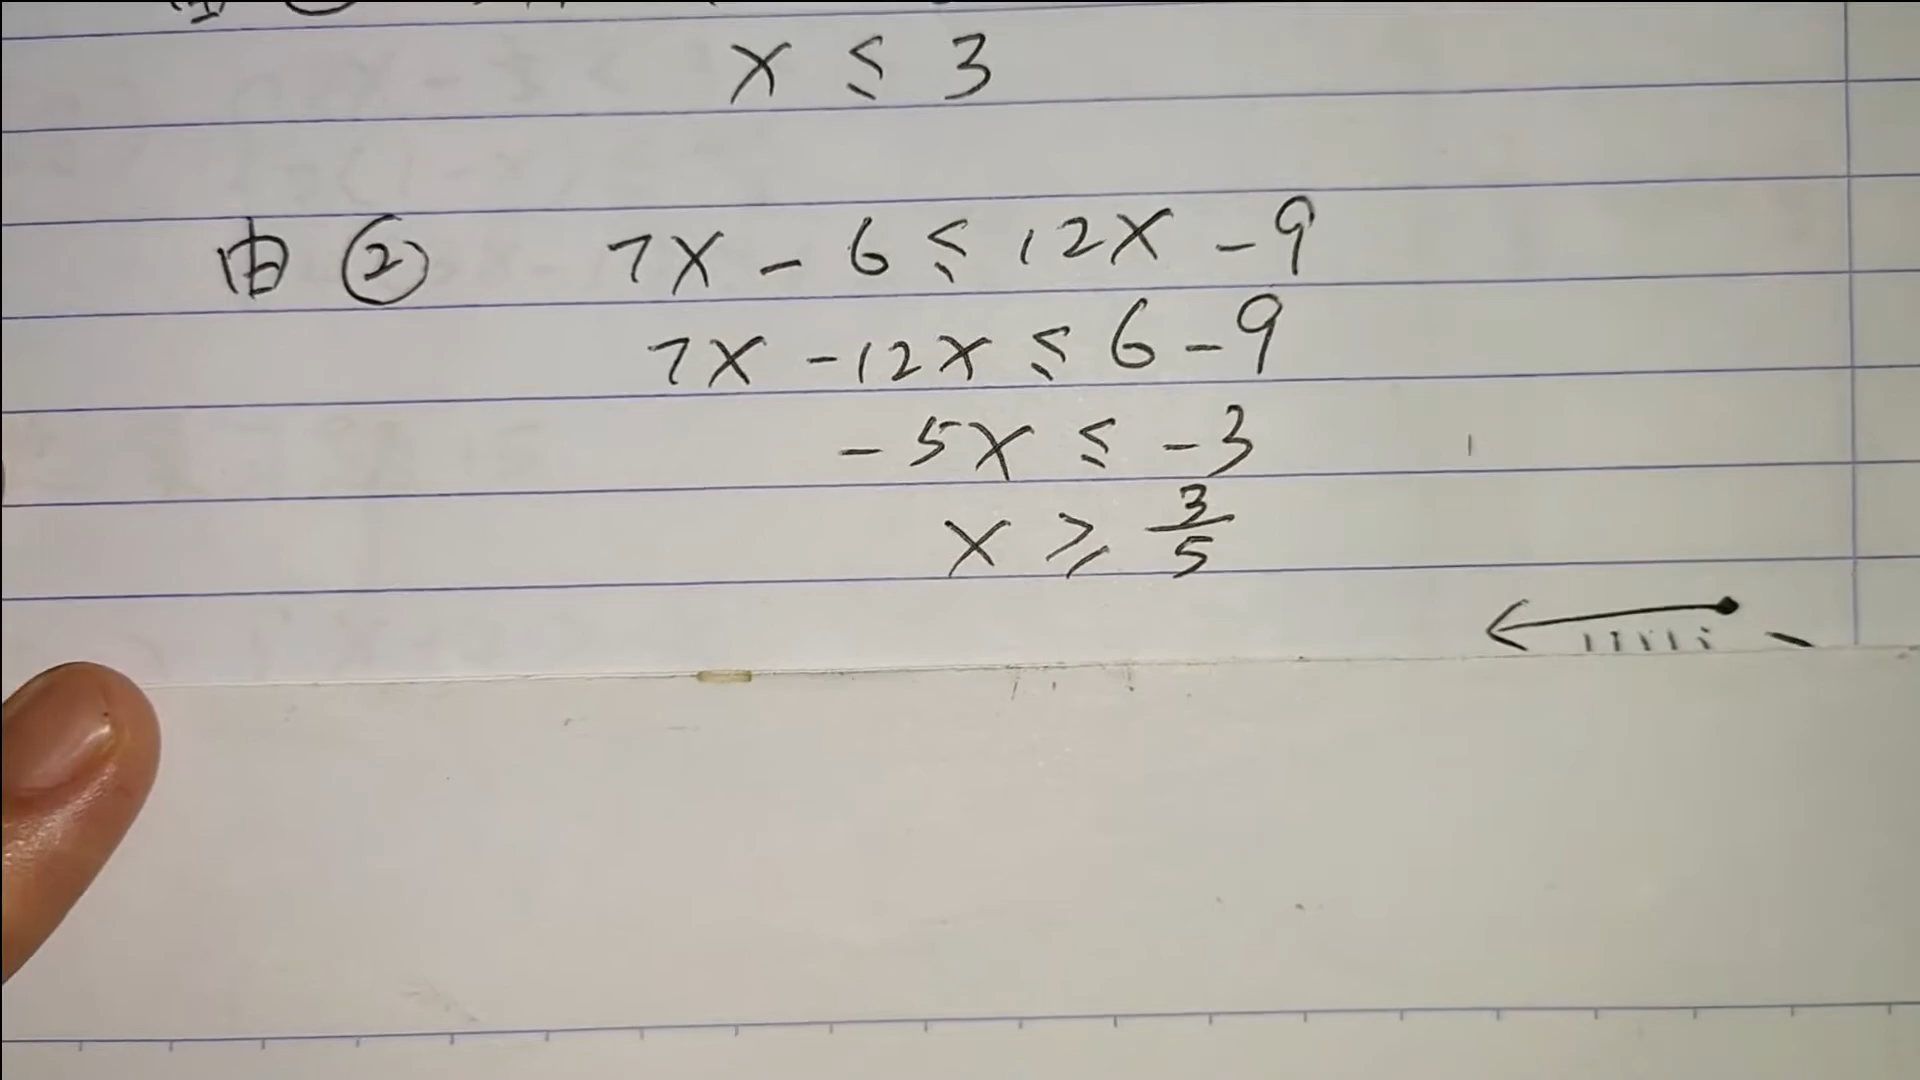 x ≤ 3
由 ② 7x - 6 ≤ 12x - 9
7x - 12x ≤ 6 - 9
- 5x ≤ - 3
x ≥ 3/5